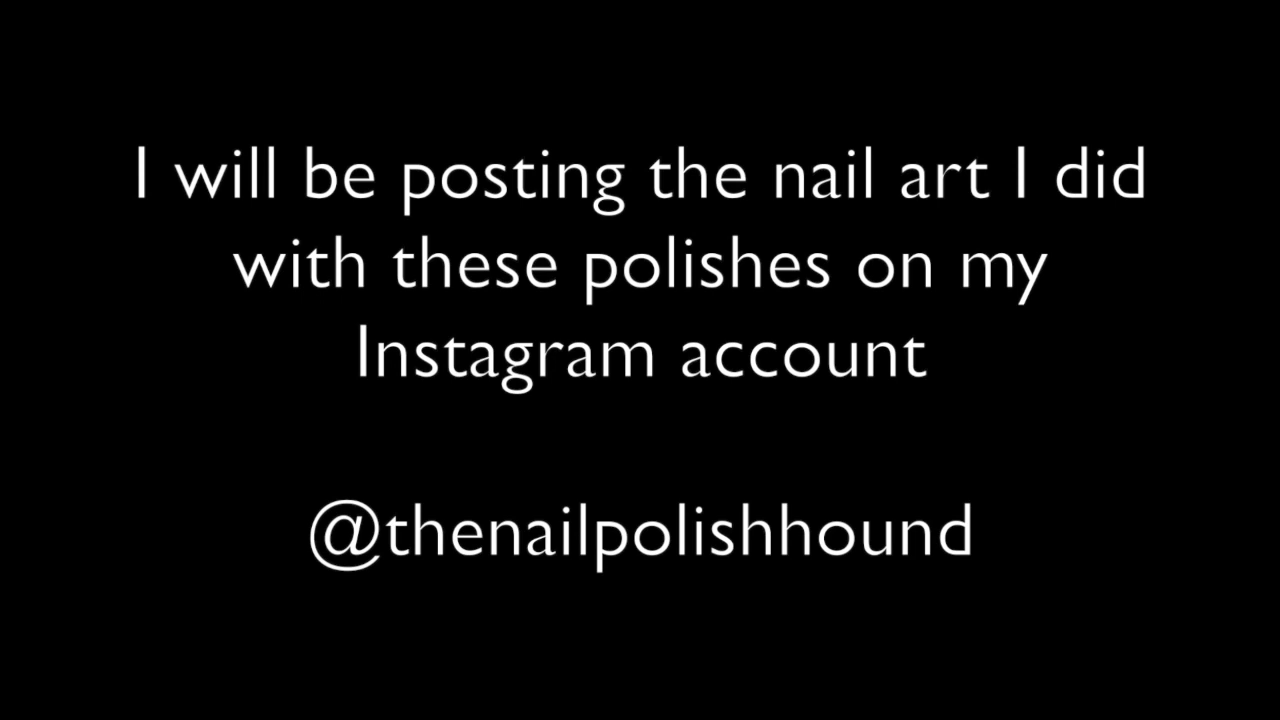 I will be posting the nail art I did
with these polishes on my
Instagram account
@thenailpolishhound